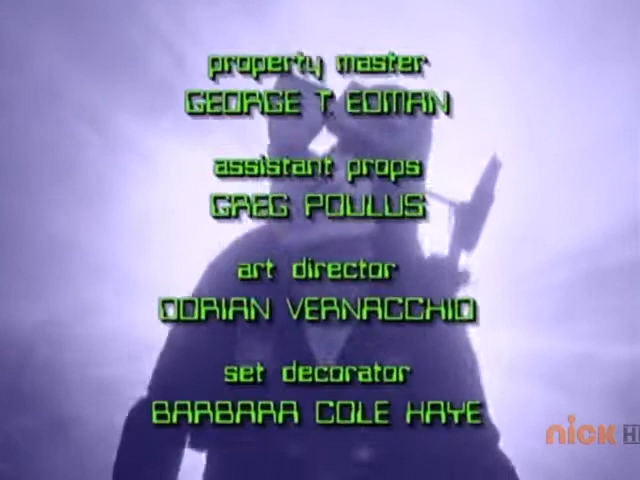 property master
GEORGE T. EDMAN
assistant props
GREG POULUS
art director
DORIAN VERNACCHIO
set decorator
BARBARA COLE HAYE
nick